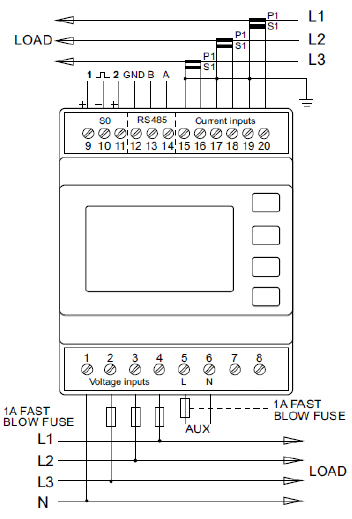 P1 L1
S1
LOAD P1 L2
S1
P1 L3
S1
1 2 GND B A
+ - +
S0 RS485 Current inputs
9 10 11 12 13 14 15 16 17 18 19 20
1 2 3 4 5 6 7 8
Voltage inputs L N
1A FAST
BLOW FUSE
1A FAST
BLOW FUSE
AUX
L1
L2
L3
LOAD
N